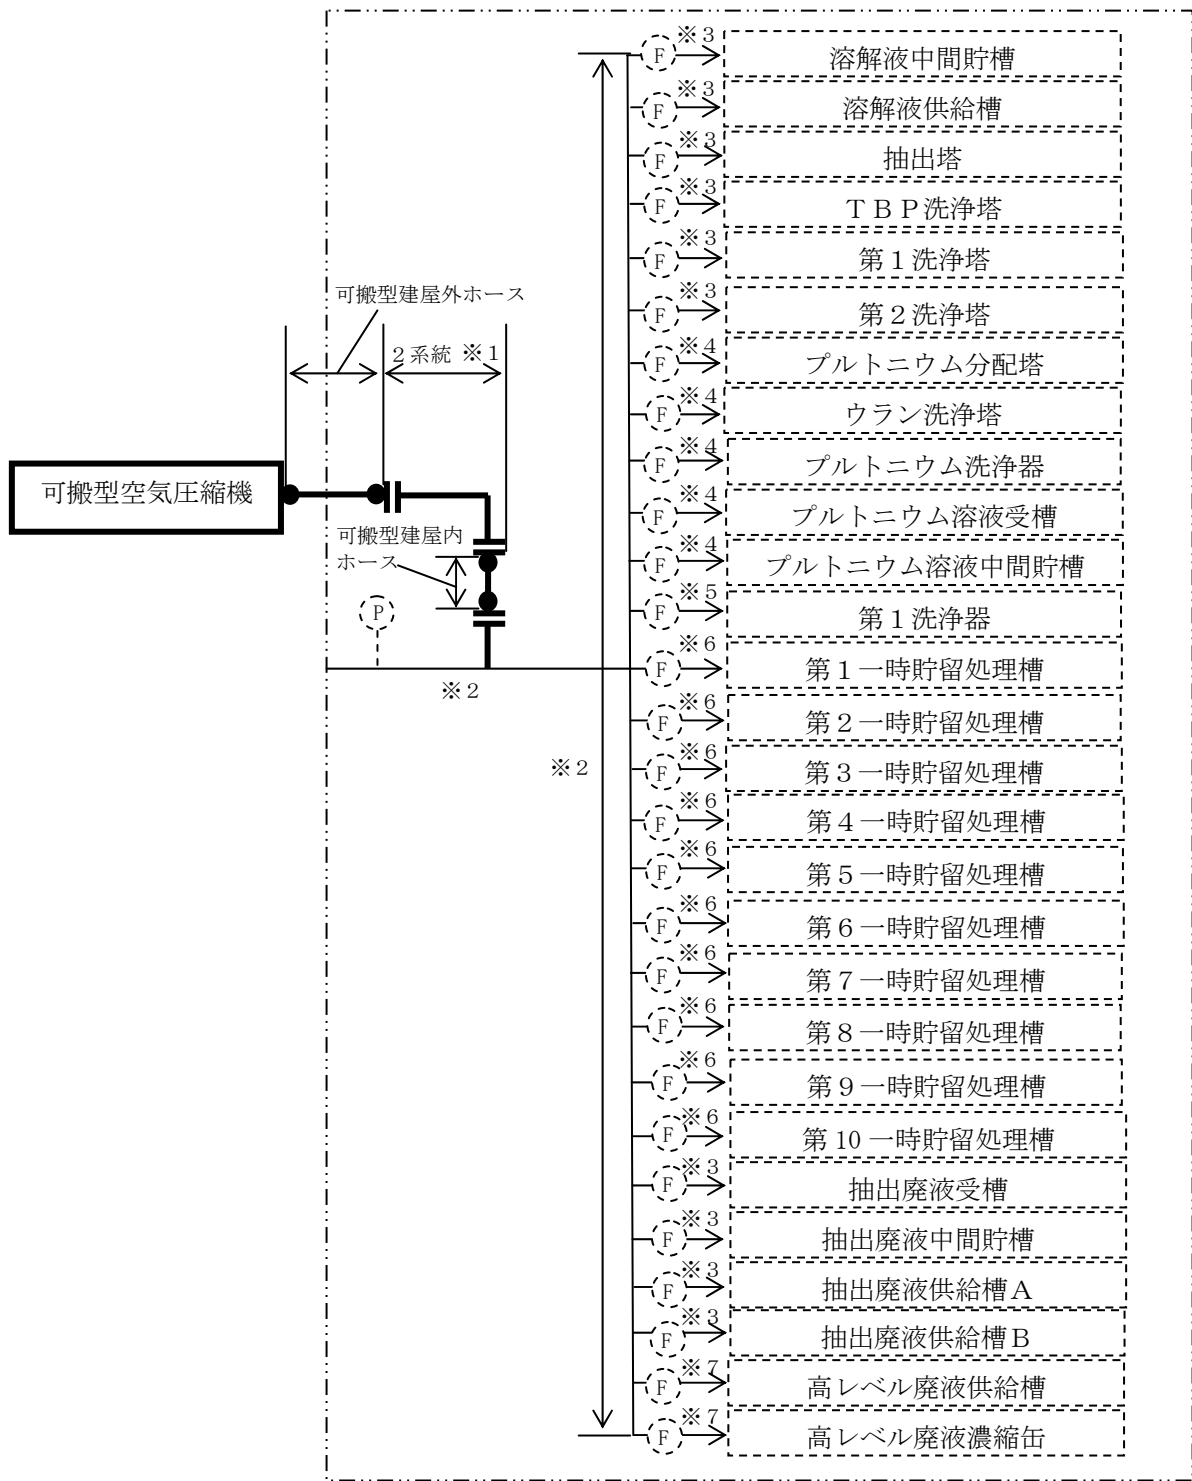 ※3
F
溶解液中間貯槽
※3
F
溶解液供給槽
※3
F
抽出塔
※3
F
ＴＢＰ洗浄塔
※3
F
第１洗浄塔
※3
F
第２洗浄塔
※4
F
プルトニウム分配塔
※4
F
ウラン洗浄塔
※4
F
プルトニウム洗浄器
※4
F
プルトニウム溶液受槽
※4
F
プルトニウム溶液中間貯槽
※5
F
第１洗浄器
※6
F
第１一時貯留処理槽
※6
F
第２一時貯留処理槽
※6
F
第３一時貯留処理槽
※6
F
第４一時貯留処理槽
※6
F
第５一時貯留処理槽
※6
F
第６一時貯留処理槽
※6
F
第７一時貯留処理槽
※6
F
第８一時貯留処理槽
※6
F
第９一時貯留処理槽
※6
F
第10一時貯留処理槽
※3
F
抽出廃液受槽
※3
F
抽出廃液中間貯槽
※3
F
抽出廃液供給槽Ａ
※3
F
抽出廃液供給槽Ｂ
※7
F
高レベル廃液供給槽
※7
F
高レベル廃液濃縮缶
可搬型建屋外ホース
2系統 ※1
可搬型空気圧縮機
可搬型建屋内
ホース
P
※2
※2